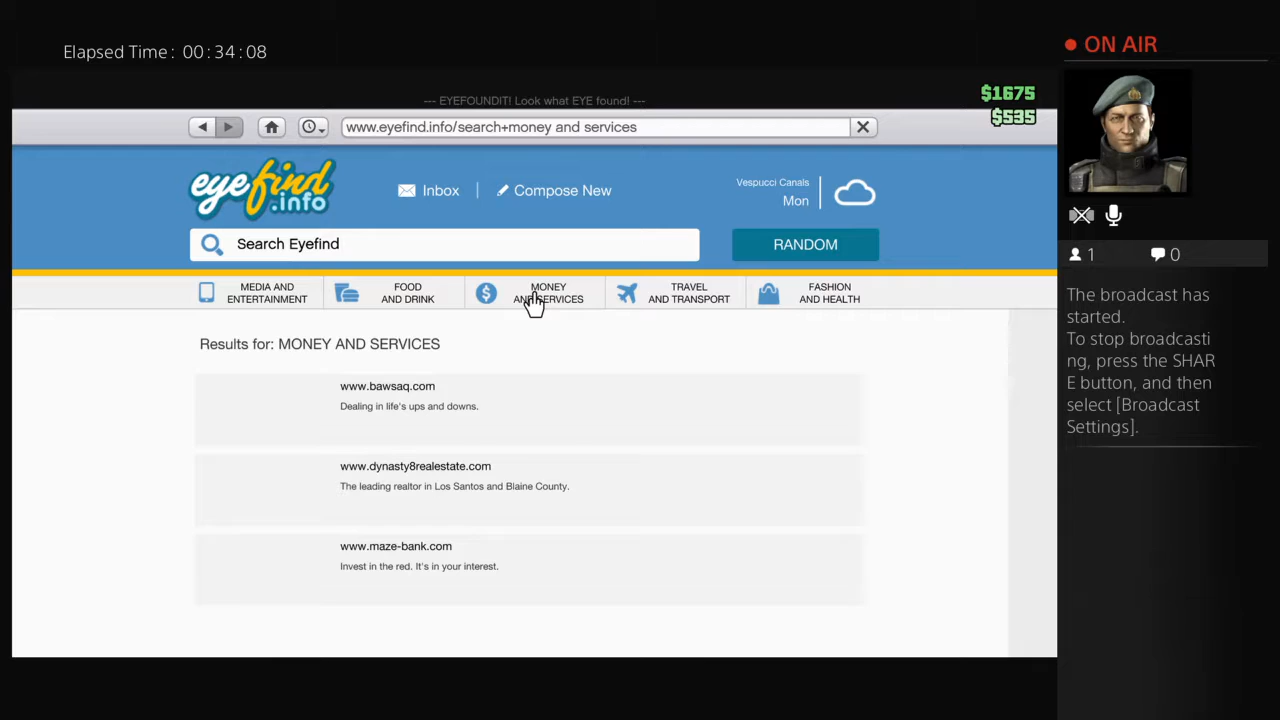 Elapsed Time: 00:34:08
ON AIR
--- EYEFOUNDIT! Look what EYE found! ---
$1675
$535
www.eyefind.info/search+money and services
eyefind
.info
Inbox
Compose New
Vespucci Canals
Mon
Search Eyefind
RANDOM
MEDIA AND
ENTERTAINMENT
FOOD
AND DRINK
MONEY
AND SERVICES
TRAVEL
AND TRANSPORT
FASHION
AND HEALTH
Results for: MONEY AND SERVICES
www.bawsaq.com
Dealing in life's ups and downs.
www.dynasty8realestate.com
The leading realtor in Los Santos and Blaine County.
www.maze-bank.com
Invest in the red. It's in your interest.
1
0
The broadcast has
started.
To stop broadcasti
ng, press the SHAR
E button, and then
select [Broadcast
Settings].